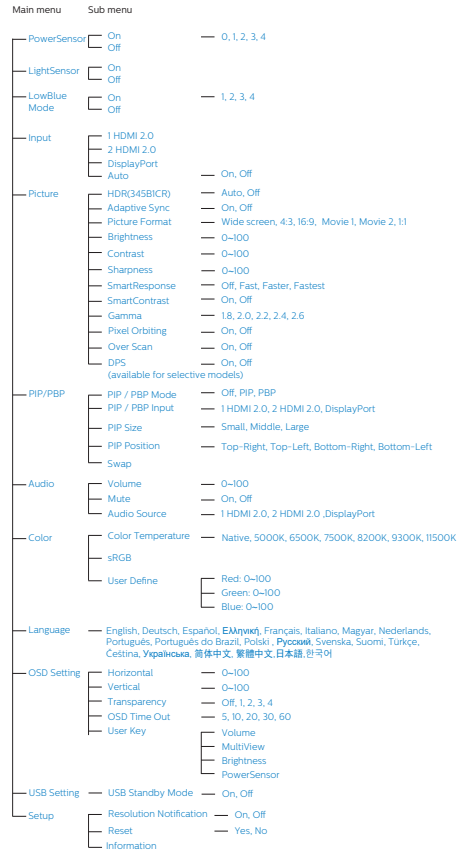 Main menu Sub menu
PowerSensor On 0, 1, 2, 3, 4
Off
LightSensor On
Off
LowBlue Mode On 1, 2, 3, 4
Off
Input 1 HDMI 2.0
2 HDMI 2.0
DisplayPort
Auto On, Off
Picture HDR(345B1CR) Auto, Off
Adaptive Sync On, Off
Picture Format Wide screen, 4:3, 16:9, Movie 1, Movie 2, 1:1
Brightness 0~100
Contrast 0~100
Sharpness 0~100
SmartResponse Off, Fast, Faster, Fastest
SmartContrast On, Off
Gamma 1.8, 2.0, 2.2, 2.4, 2.6
Pixel Orbiting On, Off
Over Scan On, Off
DPS On, Off
(available for selective models)
PIP/PBP PIP / PBP Mode Off, PIP, PBP
PIP / PBP Input 1 HDMI 2.0, 2 HDMI 2.0, DisplayPort
PIP Size Small, Middle, Large
PIP Position Top-Right, Top-Left, Bottom-Right, Bottom-Left
Swap
Audio Volume 0~100
Mute On, Off
Audio Source 1 HDMI 2.0, 2 HDMI 2.0 ,DisplayPort
Color Color Temperature Native, 5000K, 6500K, 7500K, 8200K, 9300K, 11500K
sRGB
User Define Red: 0~100
Green: 0~100
Blue: 0~100
Language English, Deutsch, Español, Ελληνική, Français, Italiano, Magyar, Nederlands,
Português, Português do Brazil, Polski , Русский, Svenska, Suomi, Türkçe,
Čeština, Українська, 简体中文, 繁體中文,日本語,한국어
OSD Setting Horizontal 0~100
Vertical 0~100
Transparency Off, 1, 2, 3, 4
OSD Time Out 5, 10, 20, 30, 60
User Key Volume
MultiView
Brightness
PowerSensor
USB Setting USB Standby Mode On, Off
Setup Resolution Notification On, Off
Reset Yes, No
Information